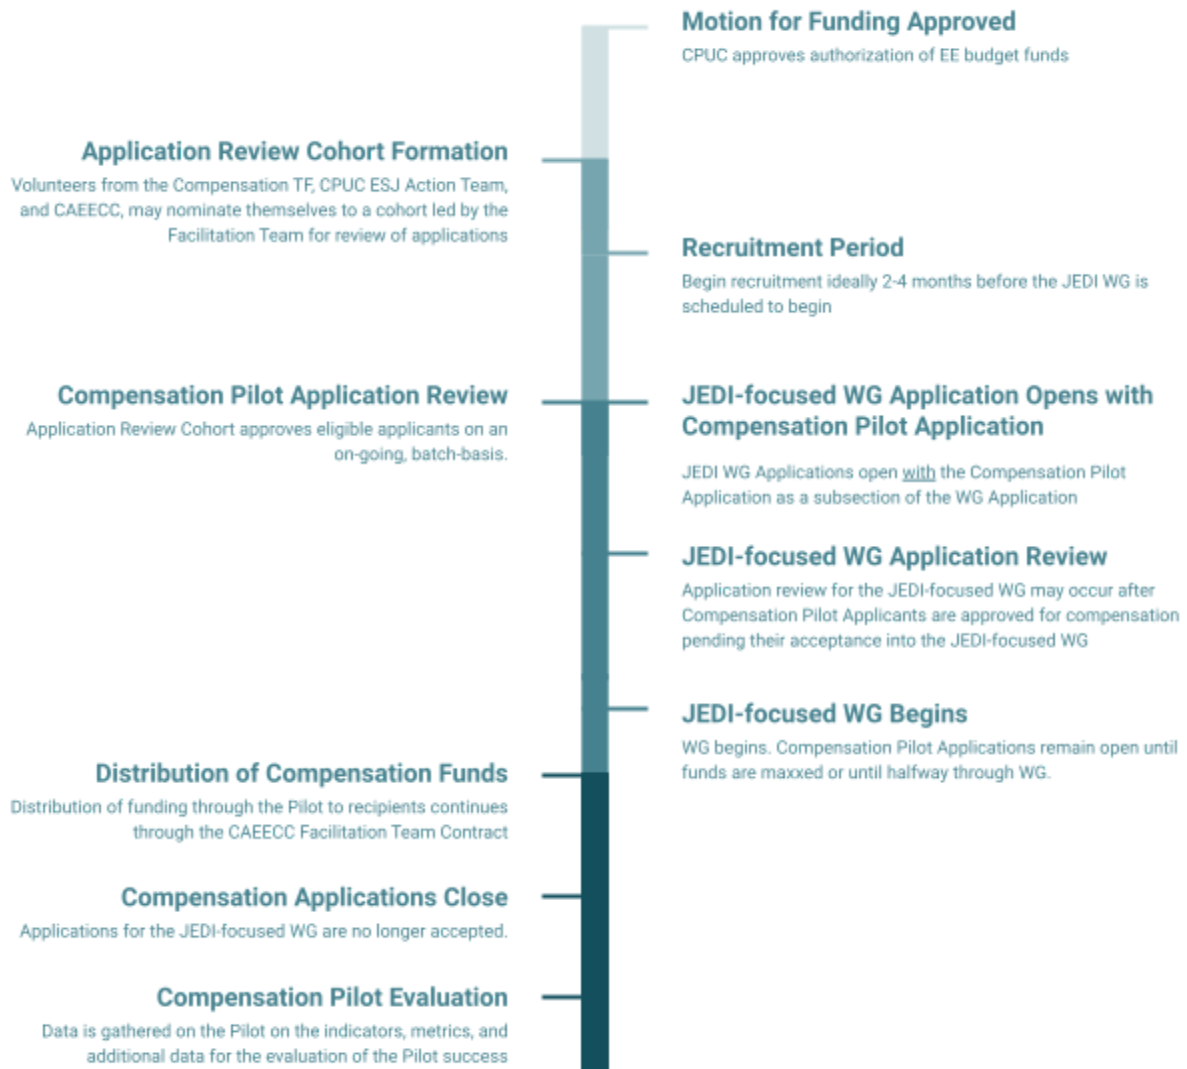 Motion for Funding Approved
CPUC approves authorization of EE budget funds
Application Review Cohort Formation
Volunteers from the Compensation TF, CPUC ESJ Action Team,
and CAEECC, may nominate themselves to a cohort led by the
Facilitation Team for review of applications
Recruitment Period
Begin recruitment ideally 2-4 months before the JEDI WG is
scheduled to begin
Compensation Pilot Application Review
Application Review Cohort approves eligible applicants on an
on-going, batch-basis.
JEDI-focused WG Application Opens with
Compensation Pilot Application
JEDI WG Applications open with the Compensation Pilot
Application as a subsection of the WG Application
JEDI-focused WG Application Review
Application review for the JEDI-focused WG may occur after
Compensation Pilot Applicants are approved for compensation
pending their acceptance into the JEDI-focused WG
JEDI-focused WG Begins
WG begins. Compensation Pilot Applications remain open until
funds are maxxed or until halfway through WG.
Distribution of Compensation Funds
Distribution of funding through the Pilot to recipients continues
through the CAEECC Facilitation Team Contract
Compensation Applications Close
Applications for the JEDI-focused WG are no longer accepted.
Compensation Pilot Evaluation
Data is gathered on the Pilot on the indicators, metrics, and
additional data for the evaluation of the Pilot success